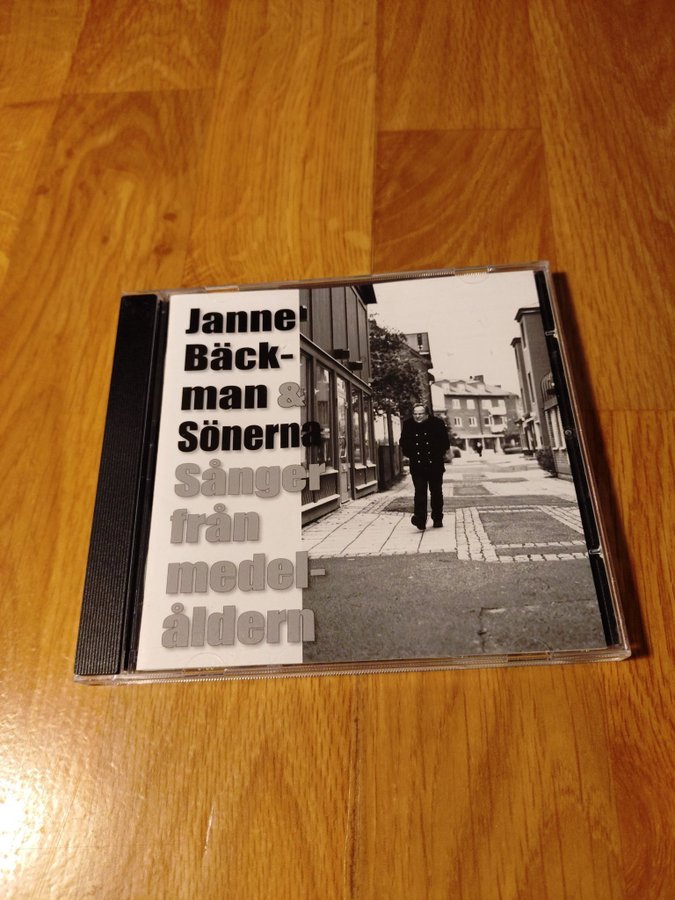 Janne
Bäck-
man &
Sönerna
Sånger
från
medel-
åldern